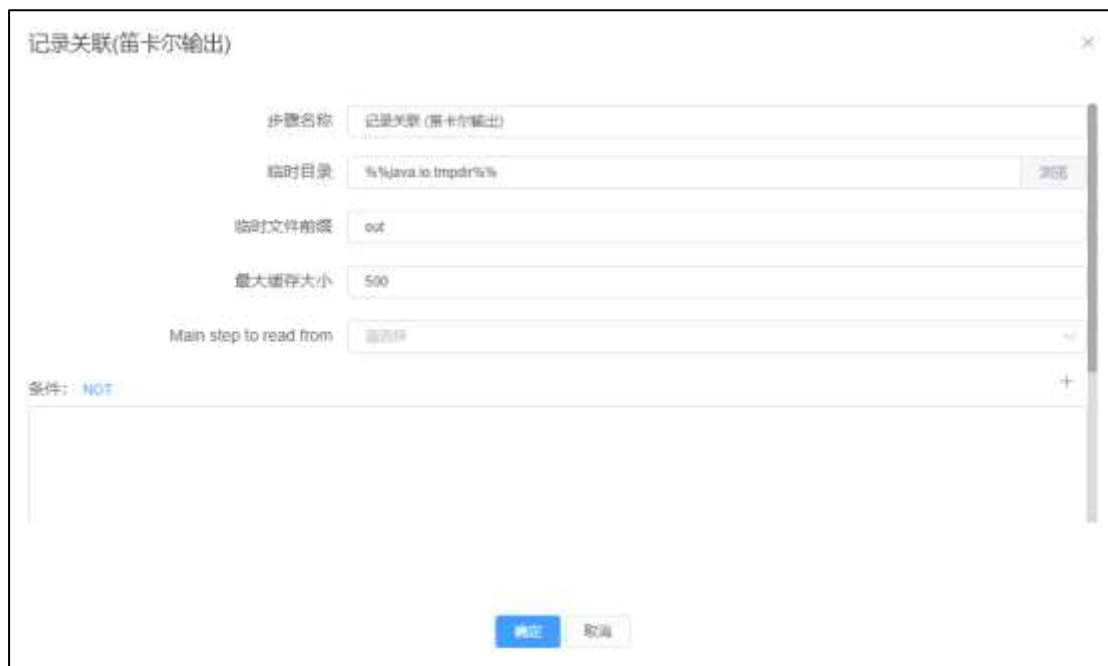 记录关联(笛卡尔输出)
步骤名称 记录关联 (笛卡尔输出)
临时目录 %%java.io.tmpdir%% 浏览
临时文件前缀 out
最大缓存大小 500
Main step to read from 请选择
条件: NOT
确定 取消